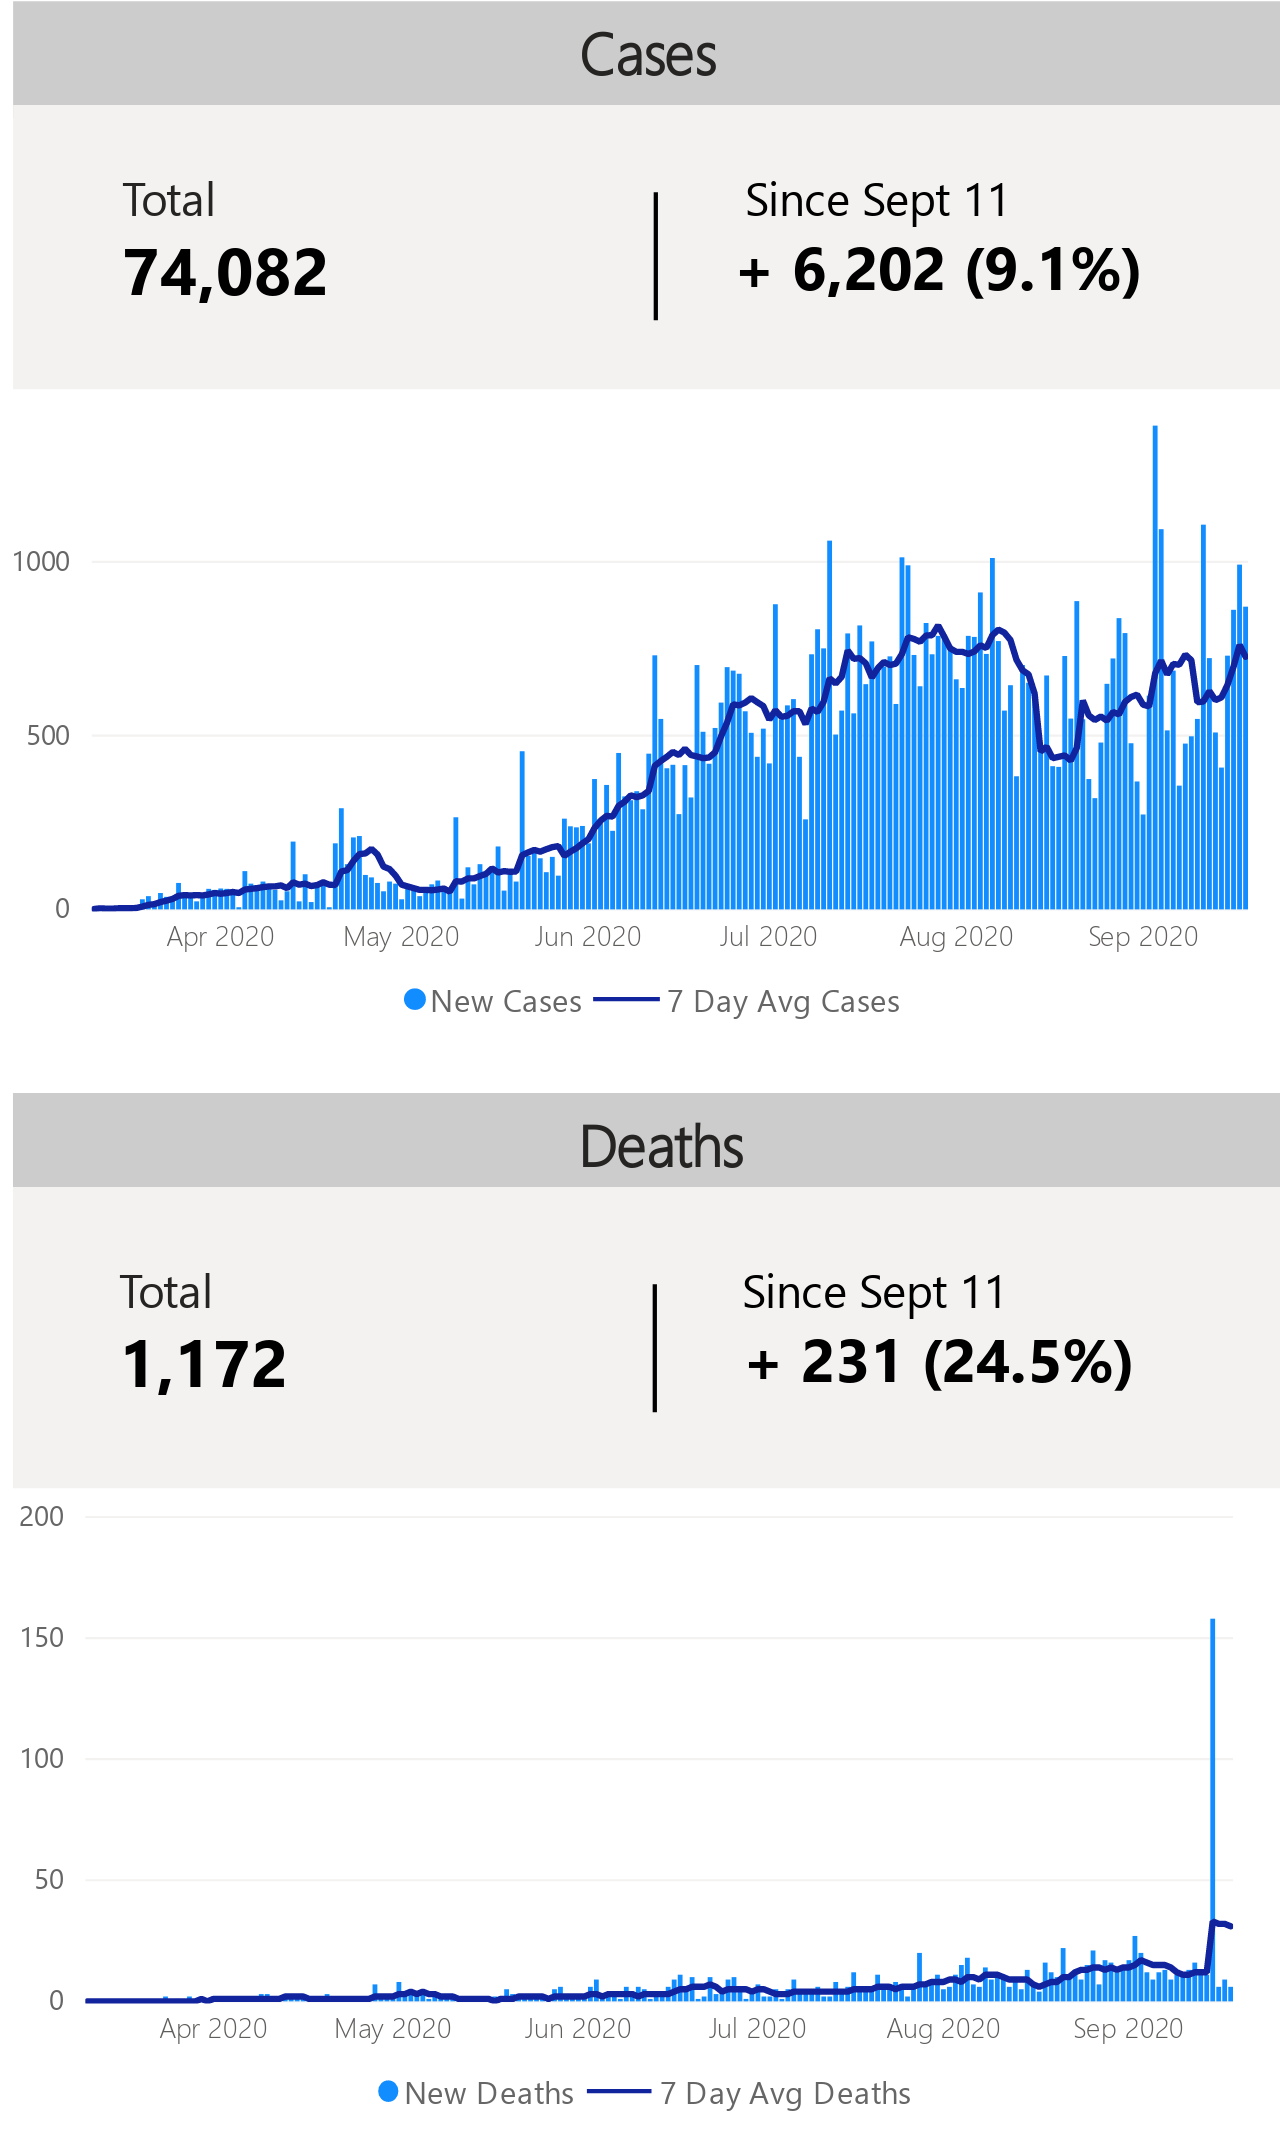 Cases
Total
Since Sept 11
74,082
+ 6,202 (9.1%)
1000
500
0
Apr 2020
May 2020
Jun 2020
Jul 2020
Aug 2020
Sep 2020
New Cases
7 Day Avg Cases
Deaths
Total
Since Sept 11
1,172
+ 231 (24.5%)
200
150
100
50
0
Apr 2020
May 2020
Jun 2020
Jul 2020
Aug 2020
Sep 2020
New Deaths
7 Day Avg Deaths